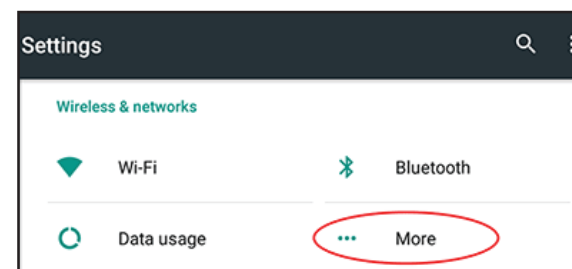 Settings
Wireless & networks
Wi-Fi
Bluetooth
Data usage
More